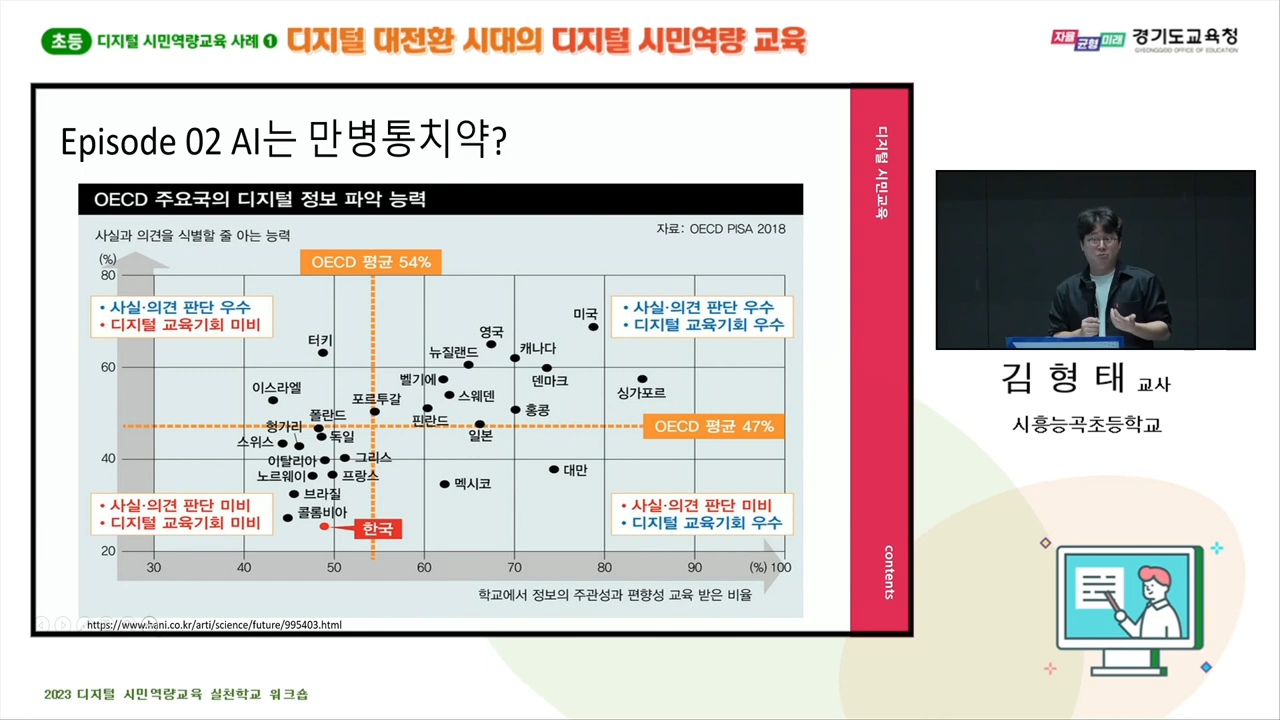 초등 디지털 시민역량교육 사례 ❶ 디지털 대전환 시대의 디지털 시민역량 교육
자율 균형 미래 경기도교육청
GYEONGGIDO OFFICE OF EDUCATION
Episode 02 AI는 만병통치약?
디지털 시민교육
contents
OECD 주요국의 디지털 정보 파악 능력
사실과 의견을 식별할 줄 아는 능력
자료: OECD PISA 2018
(%)
80
60
40
20
OECD 평균 54%
• 사실·의견 판단 우수
• 디지털 교육기회 미비
• 사실·의견 판단 우수
• 디지털 교육기회 우수
미국
영국
터키
캐나다
뉴질랜드
벨기에
덴마크
이스라엘
싱가포르
스웨덴
포르투갈
홍콩
핀란드
폴란드
헝가리
OECD 평균 47%
일본
독일
스위스
이탈리아
그리스
대만
노르웨이
프랑스
멕시코
브라질
콜롬비아
한국
• 사실·의견 판단 미비
• 디지털 교육기회 미비
• 사실·의견 판단 미비
• 디지털 교육기회 우수
30 40 50 60 70 80 90 (%) 100
학교에서 정보의 주관성과 편향성 교육 받은 비율
https://www.hani.co.kr/arti/science/future/995403.html
김 형 태 교사
시흥능곡초등학교
2023 디지털 시민역량교육 실천학교 워크숍